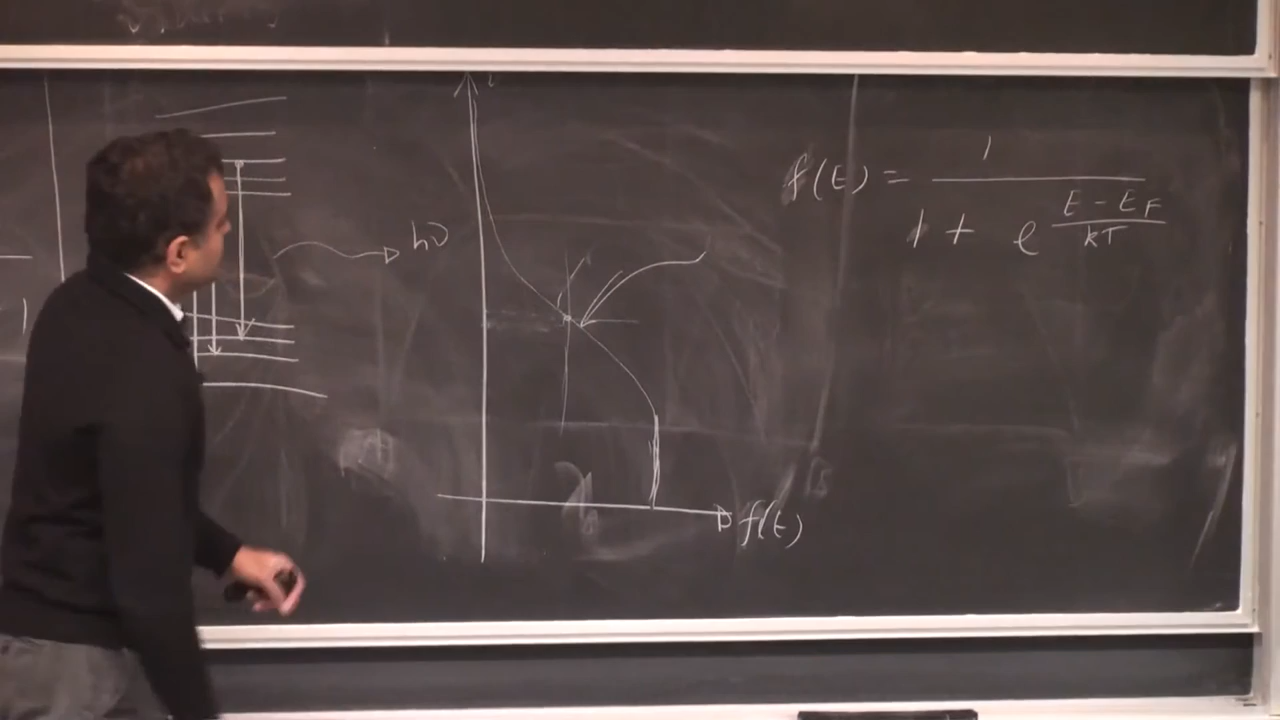 hν
f(E) = 1 / 1 + e^{E - E_F / kT}
f(E)